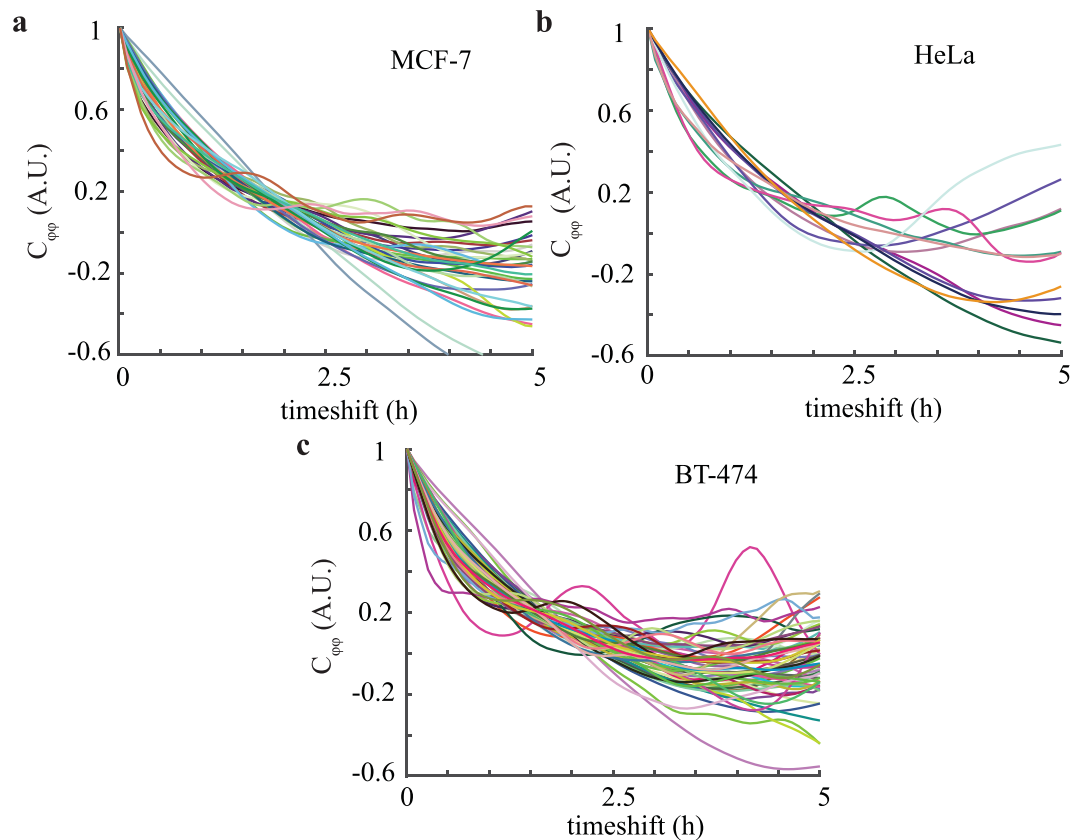 a
MCF-7
1
0.6
0.2
-0.2
-0.6
C_φφ (A.U.)
0
2.5
5
timeshift (h)
b
HeLa
1
0.6
0.2
-0.2
-0.6
C_φφ (A.U.)
0
2.5
5
timeshift (h)
c
BT-474
1
0.6
0.2
-0.2
-0.6
C_φφ (A.U.)
0
2.5
5
timeshift (h)